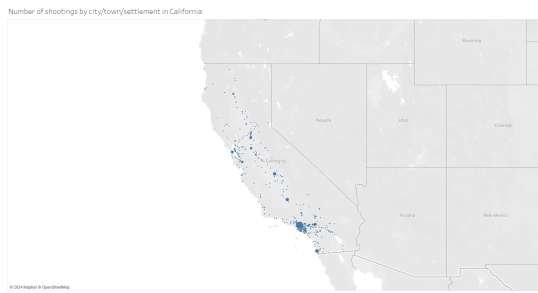 Number of shootings by city/town/settlement in California
Wyoming
Nevada
Utah
Colorado
California
Arizona
New Mexico
© 2024 Mapbox © OpenStreetMap